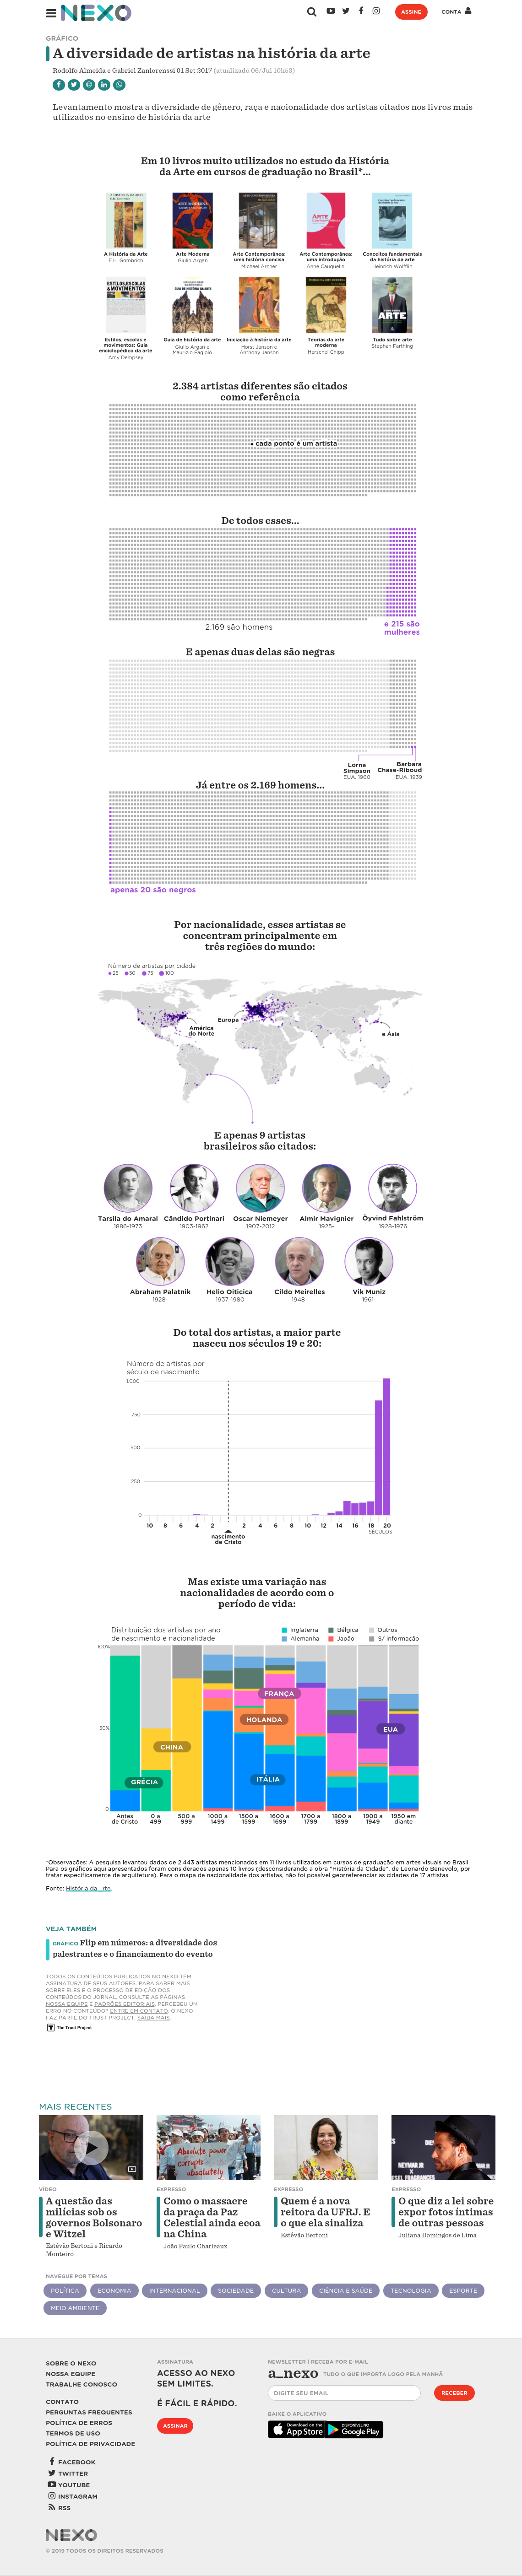 NEXO
ASSINE
CONTA
GRÁFICO
A diversidade de artistas na história da arte
Rodolfo Almeida e Gabriel Zanlorenssi 01 Set 2017 (atualizado 06/Jul 10h53)
Levantamento mostra a diversidade de gênero, raça e nacionalidade dos artistas citados nos livros mais
utilizados no ensino de história da arte
Em 10 livros muito utilizados no estudo da História
da Arte em cursos de graduação no Brasil*...
A História da Arte
E.H. Gombrich
Arte Moderna
Giulio Argan
Arte Contemporânea:
uma história concisa
Michael Archer
Arte Contemporânea:
uma introdução
Anne Cauquelin
Conceitos fundamentais
da história da arte
Heinrich Wölfflin
Estilos, escolas e
movimentos: Guia
enciclopédico da arte
Amy Dempsey
Guia de história da arte
Giulio Argan e
Maurizio Fagiolo
Iniciação à história da arte
Horst Janson e
Anthony Janson
Teorias da arte
moderna
Herschel Chipp
Tudo sobre arte
Stephen Farthing
2.384 artistas diferentes são citados
como referência
cada ponto é um artista
De todos esses...
2.169 são homens
e 215 são
mulheres
E apenas duas delas são negras
Lorna
Simpson
EUA, 1960
Barbara
Chase-Riboud
EUA, 1939
Já entre os 2.169 homens...
apenas 20 são negros
Por nacionalidade, esses artistas se
concentram principalmente em
três regiões do mundo:
Número de artistas por cidade
25 50 75 100
América
do Norte
Europa
e Ásia
E apenas 9 artistas
brasileiros são citados:
Tarsila do Amaral
1886-1973
Cândido Portinari
1903-1962
Oscar Niemeyer
1907-2012
Almir Mavignier
1925-
Öyvind Fahlström
1928-1976
Abraham Palatnik
1928-
Helio Oiticica
1937-1980
Cildo Meirelles
1948-
Vik Muniz
1961-
Do total dos artistas, a maior parte
nasceu nos séculos 19 e 20:
Número de artistas por
século de nascimento
1.000
750
500
250
0
10 8 6 4 2 2 4 6 8 10 12 14 16 18 20
SÉCULOS
nascimento
de Cristo
Mas existe uma variação nas
nacionalidades de acordo com o
período de vida:
Distribuição dos artistas por ano
de nascimento e nacionalidade
Inglaterra Bélgica Outros
Alemanha Japão S/ informação
100%
50%
0
FRANÇA
HOLANDA
EUA
CHINA
ITÁLIA
GRÉCIA
Antes
de Cristo
0 a
499
500 a
999
1000 a
1499
1500 a
1599
1600 a
1699
1700 a
1799
1800 a
1899
1900 a
1949
1950 em
diante
*Observações: A pesquisa levantou dados de 2.443 artistas mencionados em 11 livros utilizados em cursos de graduação em artes visuais no Brasil.
Para os gráficos aqui apresentados foram considerados apenas 10 livros (desconsiderando a obra "História da Cidade", de Leonardo Benevolo, por
tratar especificamente de arquitetura). Para o mapa de nacionalidade dos artistas, não foi possível georreferenciar as cidades de 17 artistas.
Fonte: História da _rte.
VEJA TAMBÉM
GRÁFICO Flip em números: a diversidade dos
palestrantes e o financiamento do evento
TODOS OS CONTEÚDOS PUBLICADOS NO NEXO TÊM
ASSINATURA DE SEUS AUTORES. PARA SABER MAIS
SOBRE ELES E O PROCESSO DE EDIÇÃO DOS
CONTEÚDOS DO JORNAL, CONSULTE AS PÁGINAS
NOSSA EQUIPE E PADRÕES EDITORIAIS. PERCEBEU UM
ERRO NO CONTEÚDO? ENTRE EM CONTATO. O NEXO
FAZ PARTE DO TRUST PROJECT. SAIBA MAIS.
The Trust Project
MAIS RECENTES
Absolute power
corrupts
absolutely
VÍDEO
A questão das
milícias sob os
governos Bolsonaro
e Witzel
Estêvão Bertoni e Ricardo
Monteiro
EXPRESSO
Como o massacre
da praça da Paz
Celestial ainda ecoa
na China
João Paulo Charleaux
EXPRESSO
Quem é a nova
reitora da UFRJ. E
o que ela sinaliza
Estêvão Bertoni
EXPRESSO
O que diz a lei sobre
expor fotos íntimas
de outras pessoas
Juliana Domingos de Lima
NAVEGUE POR TEMAS
POLÍTICA ECONOMIA INTERNACIONAL SOCIEDADE CULTURA CIÊNCIA E SAÚDE TECNOLOGIA ESPORTE
MEIO AMBIENTE
SOBRE O NEXO
NOSSA EQUIPE
TRABALHE CONOSCO
CONTATO
PERGUNTAS FREQUENTES
POLÍTICA DE ERROS
TERMOS DE USO
POLÍTICA DE PRIVACIDADE
FACEBOOK
TWITTER
YOUTUBE
INSTAGRAM
RSS
ASSINATURA
ACESSO AO NEXO
SEM LIMITES.
É FÁCIL E RÁPIDO.
ASSINAR
NEWSLETTER | RECEBA POR E-MAIL
a_nexo TUDO O QUE IMPORTA LOGO PELA MANHÃ
DIGITE SEU EMAIL
RECEBER
BAIXE O APLICATIVO
Download on the
App Store
DISPONÍVEL NO
Google Play
NEXO
© 2019 TODOS OS DIREITOS RESERVADOS